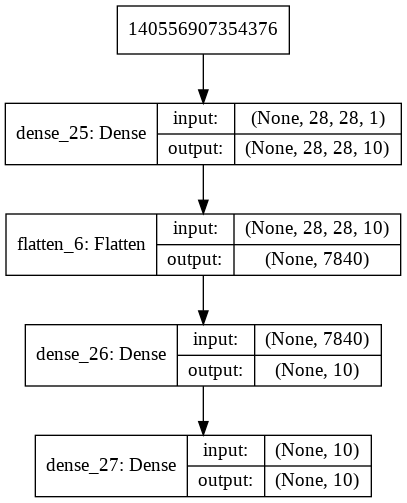 140556907354376
dense_25: Dense
input: (None, 28, 28, 1)
output: (None, 28, 28, 10)
flatten_6: Flatten
input: (None, 28, 28, 10)
output: (None, 7840)
dense_26: Dense
input: (None, 7840)
output: (None, 10)
dense_27: Dense
input: (None, 10)
output: (None, 10)